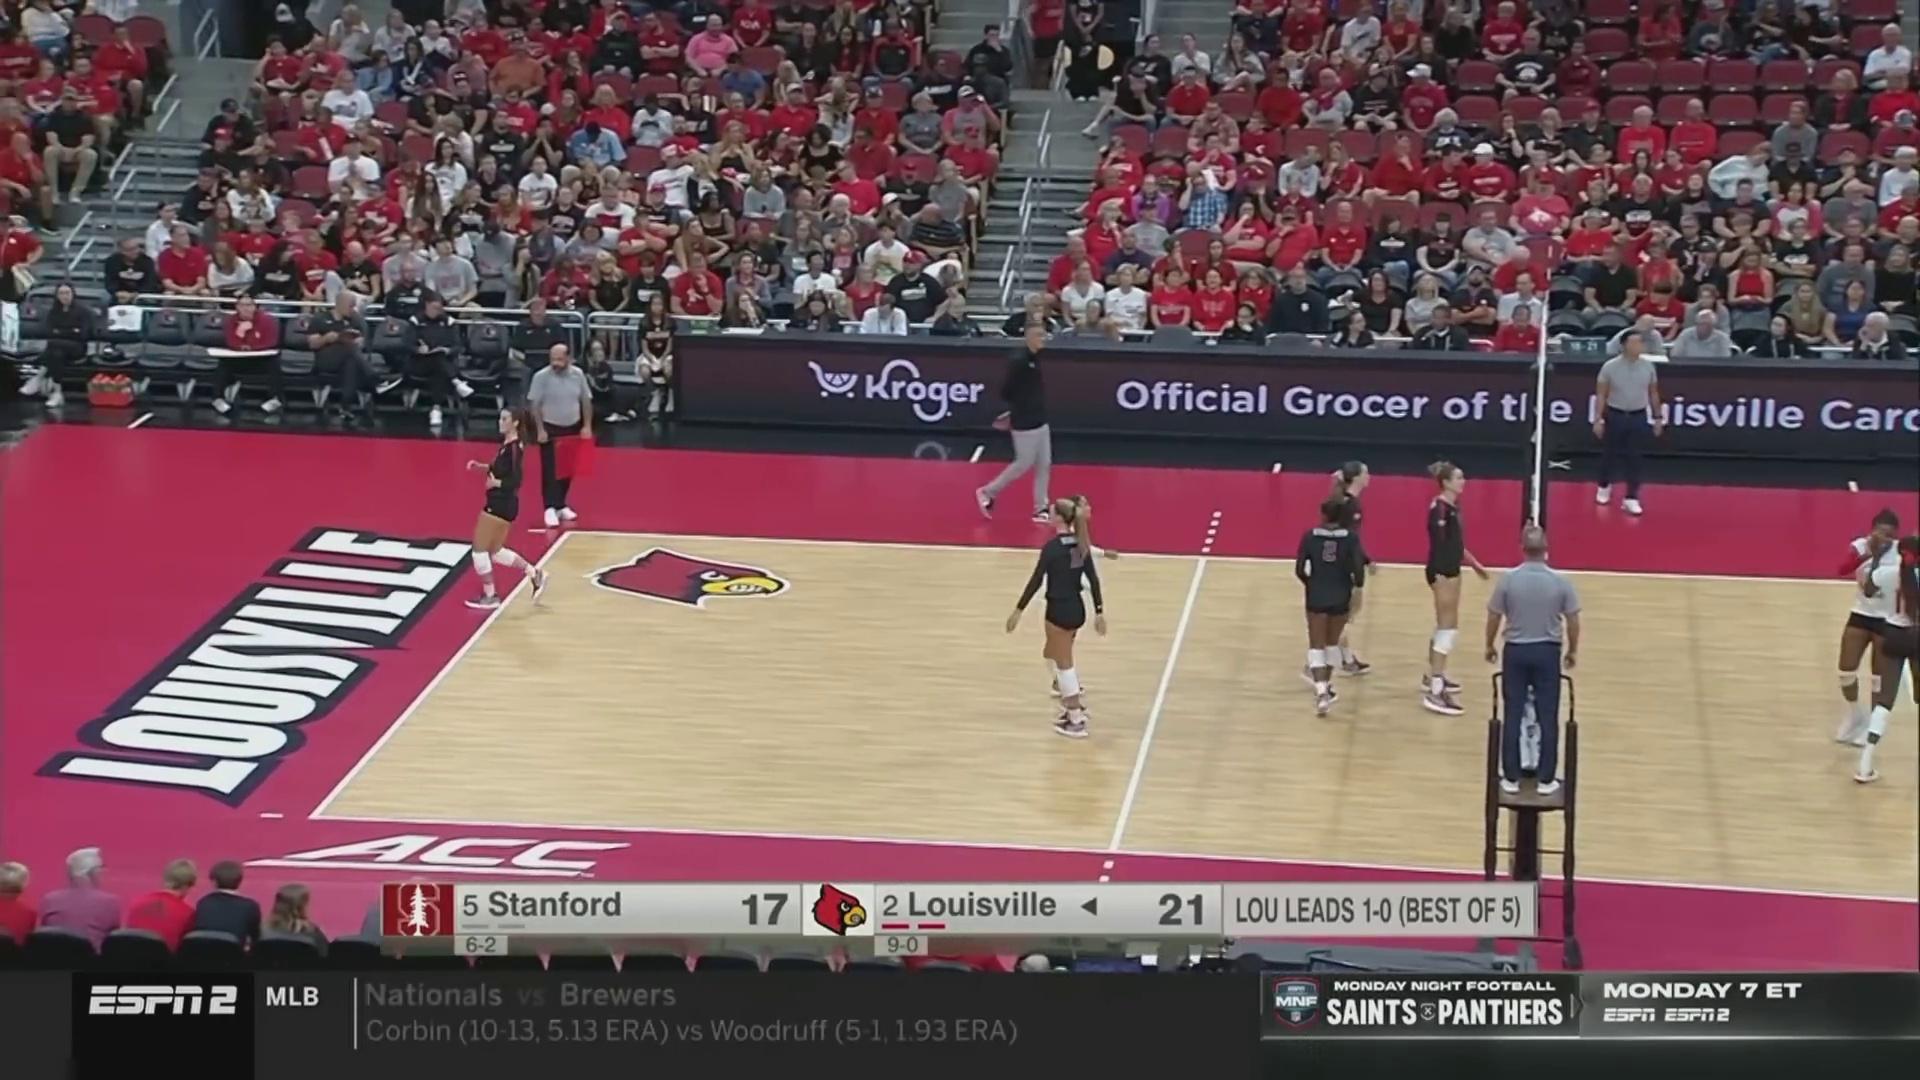 Kroger
Official Grocer of the Louisville Card
2
LOUISVILLE
ACC
5 Stanford 17
6-2
2 Louisville ◄ 21
9-0
LOU LEADS 1-0 (BEST OF 5)
ESPN 2
MLB
Nationals vs Brewers
Corbin (10-13, 5.13 ERA) vs Woodruff (5-1, 1.93 ERA)
MNF
MONDAY NIGHT FOOTBALL
SAINTS PANTHERS
MONDAY 7 ET
ESPN ESPN2